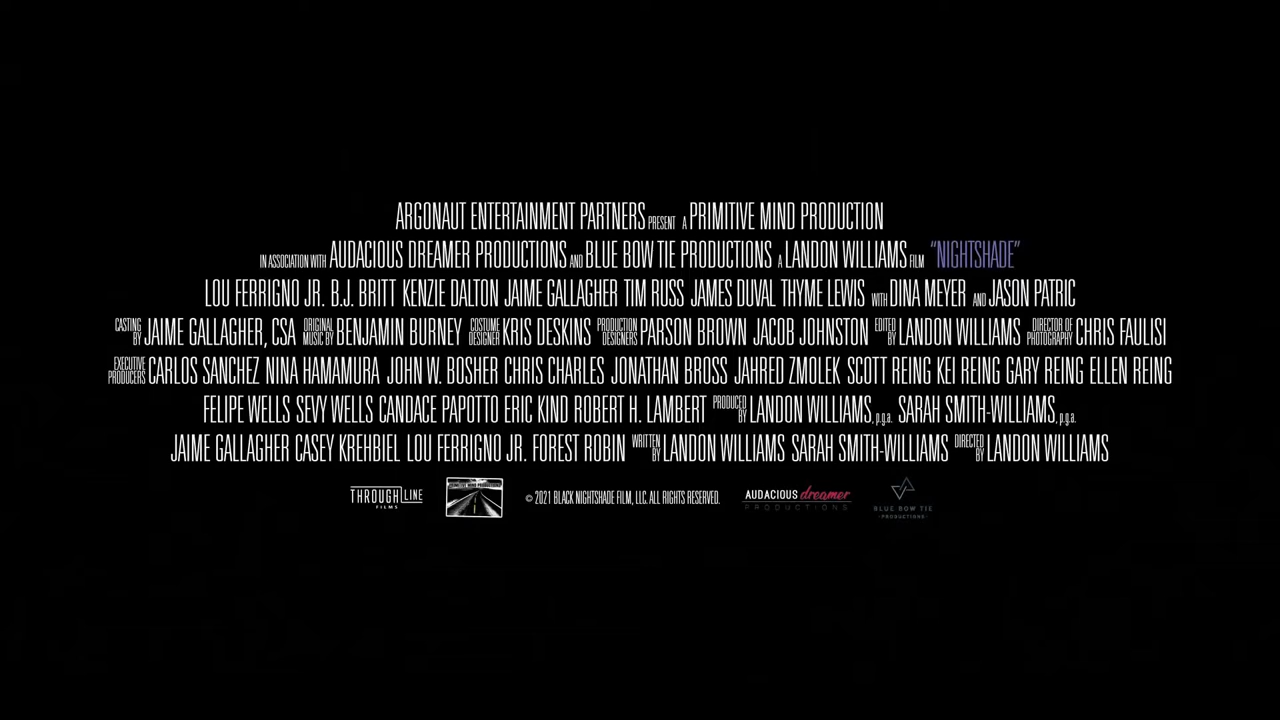 ARGONAUT ENTERTAINMENT PARTNERS PRESENT A PRIMITIVE MIND PRODUCTION
IN ASSOCIATION WITH AUDACIOUS DREAMER PRODUCTIONS AND BLUE BOW TIE PRODUCTIONS A LANDON WILLIAMS FILM "NIGHTSHADE"
LOU FERRIGNO JR. B.J. BRITT KENZIE DALTON JAIME GALLAGHER TIM RUSS JAMES DUVAL THYME LEWIS WITH DINA MEYER AND JASON PATRIC
CASTING BY JAIME GALLAGHER, CSA ORIGINAL MUSIC BY BENJAMIN BURNEY COSTUME DESIGNER KRIS DESKINS PRODUCTION DESIGNERS PARSON BROWN JACOB JOHNSTON EDITED BY LANDON WILLIAMS DIRECTOR OF PHOTOGRAPHY CHRIS FAULISI
EXECUTIVE PRODUCERS CARLOS SANCHEZ NINA HAMAMURA JOHN W. BOSHER CHRIS CHARLES JONATHAN BROSS JAHRED ZMOLEK SCOTT REING KEI REING GARY REING ELLEN REING
FELIPE WELLS SEVY WELLS CANDACE PAPOTTO ERIC KIND ROBERT H. LAMBERT PRODUCED BY LANDON WILLIAMS, p.g.a. SARAH SMITH-WILLIAMS, p.g.a.
JAIME GALLAGHER CASEY KREHBIEL LOU FERRIGNO JR. FOREST ROBIN WRITTEN BY LANDON WILLIAMS SARAH SMITH-WILLIAMS DIRECTED BY LANDON WILLIAMS
THROUGH LINE
FILMS
PRIMITIVE MIND PRODUCTIONS
© 2021 BLACK NIGHTSHADE FILM, LLC. ALL RIGHTS RESERVED.
AUDACIOUS dreamer
PRODUCTIONS
BLUE BOW TIE
-PRODUCTIONS-